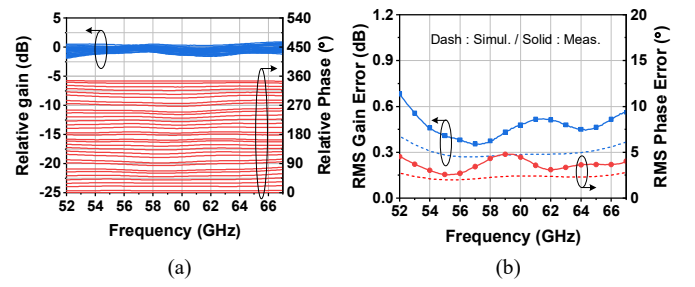 5
0
-5
-10
-15
-20
-25
Relative gain (dB)
540
450
360
270
180
90
0
Relative Phase (º)
52 54 56 58 60 62 64 66
Frequency (GHz)
(a)
Dash : Simul. / Solid : Meas.
1.2
0.9
0.6
0.3
0.0
RMS Gain Error (dB)
20
15
10
5
0
RMS Phase Error (º)
52 54 56 58 60 62 64 66
Frequency (GHz)
(b)